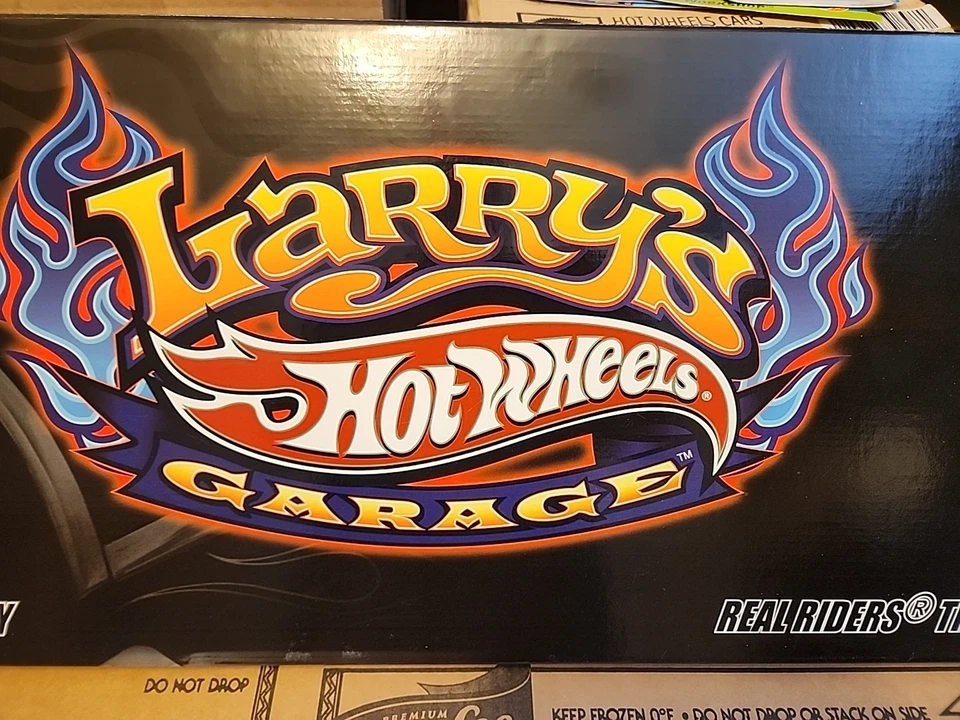 HOT WHEELS CARS
Larry's
Hot Wheels®
GARAGE™
REAL RIDERS®
DO NOT DROP
PREMIUM
KEEP FROZEN 0°F • DO NOT DROP OR STACK ON SIDE